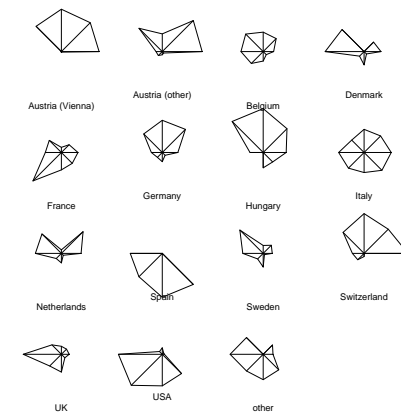 Austria (Vienna)
Austria (other)
Belgium
Denmark
France
Germany
Hungary
Italy
Netherlands
Spain
Sweden
Switzerland
UK
USA
other